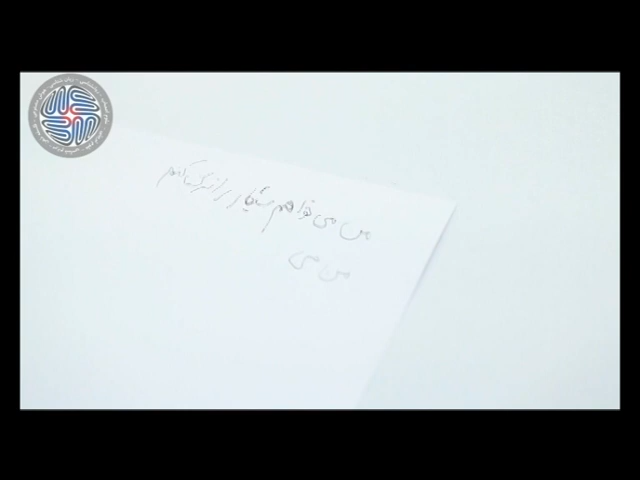 من می خواهم سیگار را ترک کنم
من می